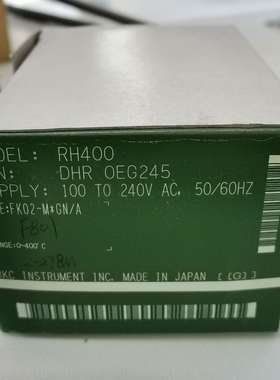 DEL: RH400
N: DHR OEG245
PPLY: 100 TO 240V AC, 50/60HZ
E:FK02-M*GN/A
F801
NGE:0-400°C
RKC INSTRUMENT INC. MADE IN JAPAN [ [G] ]